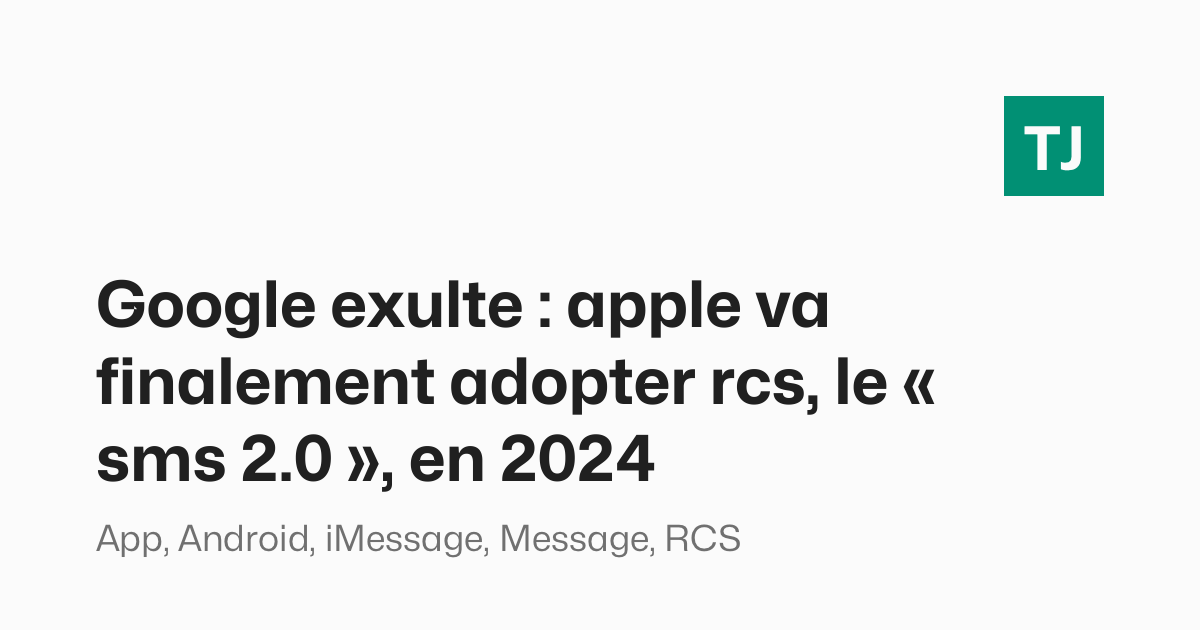 TJ
Google exulte : apple va
finalement adopter rcs, le «
sms 2.0 », en 2024
App, Android, iMessage, Message, RCS